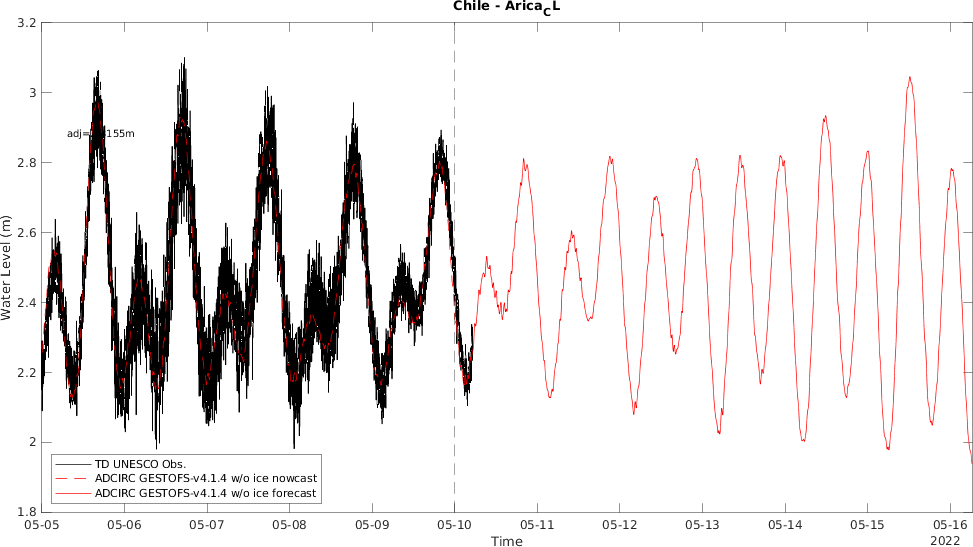 Chile - Arica_CL
3.2
3
2.8
2.6
2.4
2.2
2
1.8
Water Level (m)
155m
TD UNESCO Obs.
ADCIRC GESTOFS-v4.1.4 w/o ice nowcast
ADCIRC GESTOFS-v4.1.4 w/o ice forecast
05-05 05-06 05-07 05-08 05-09 05-10 05-11 05-12 05-13 05-14 05-15 05-16
Time
2022